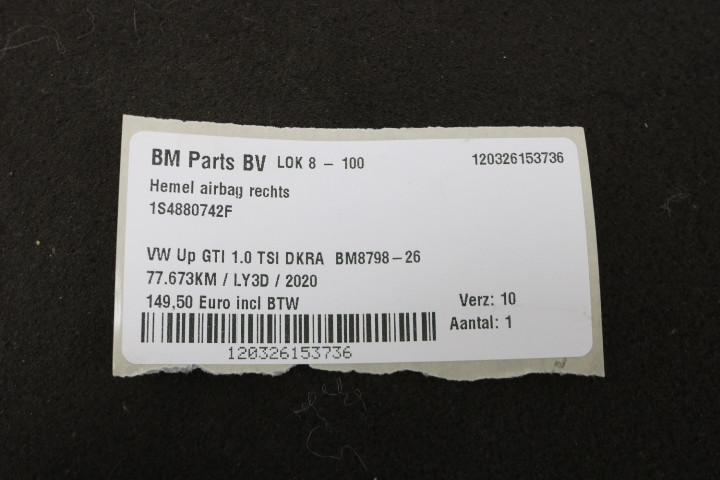 BM Parts BV LOK 8 - 100 120326153736
Hemel airbag rechts
1S4880742F
VW Up GTI 1.0 TSI DKRA BM8798-26
77.673KM / LY3D / 2020
149,50 Euro incl BTW Verz: 10
Aantal: 1
120326153736